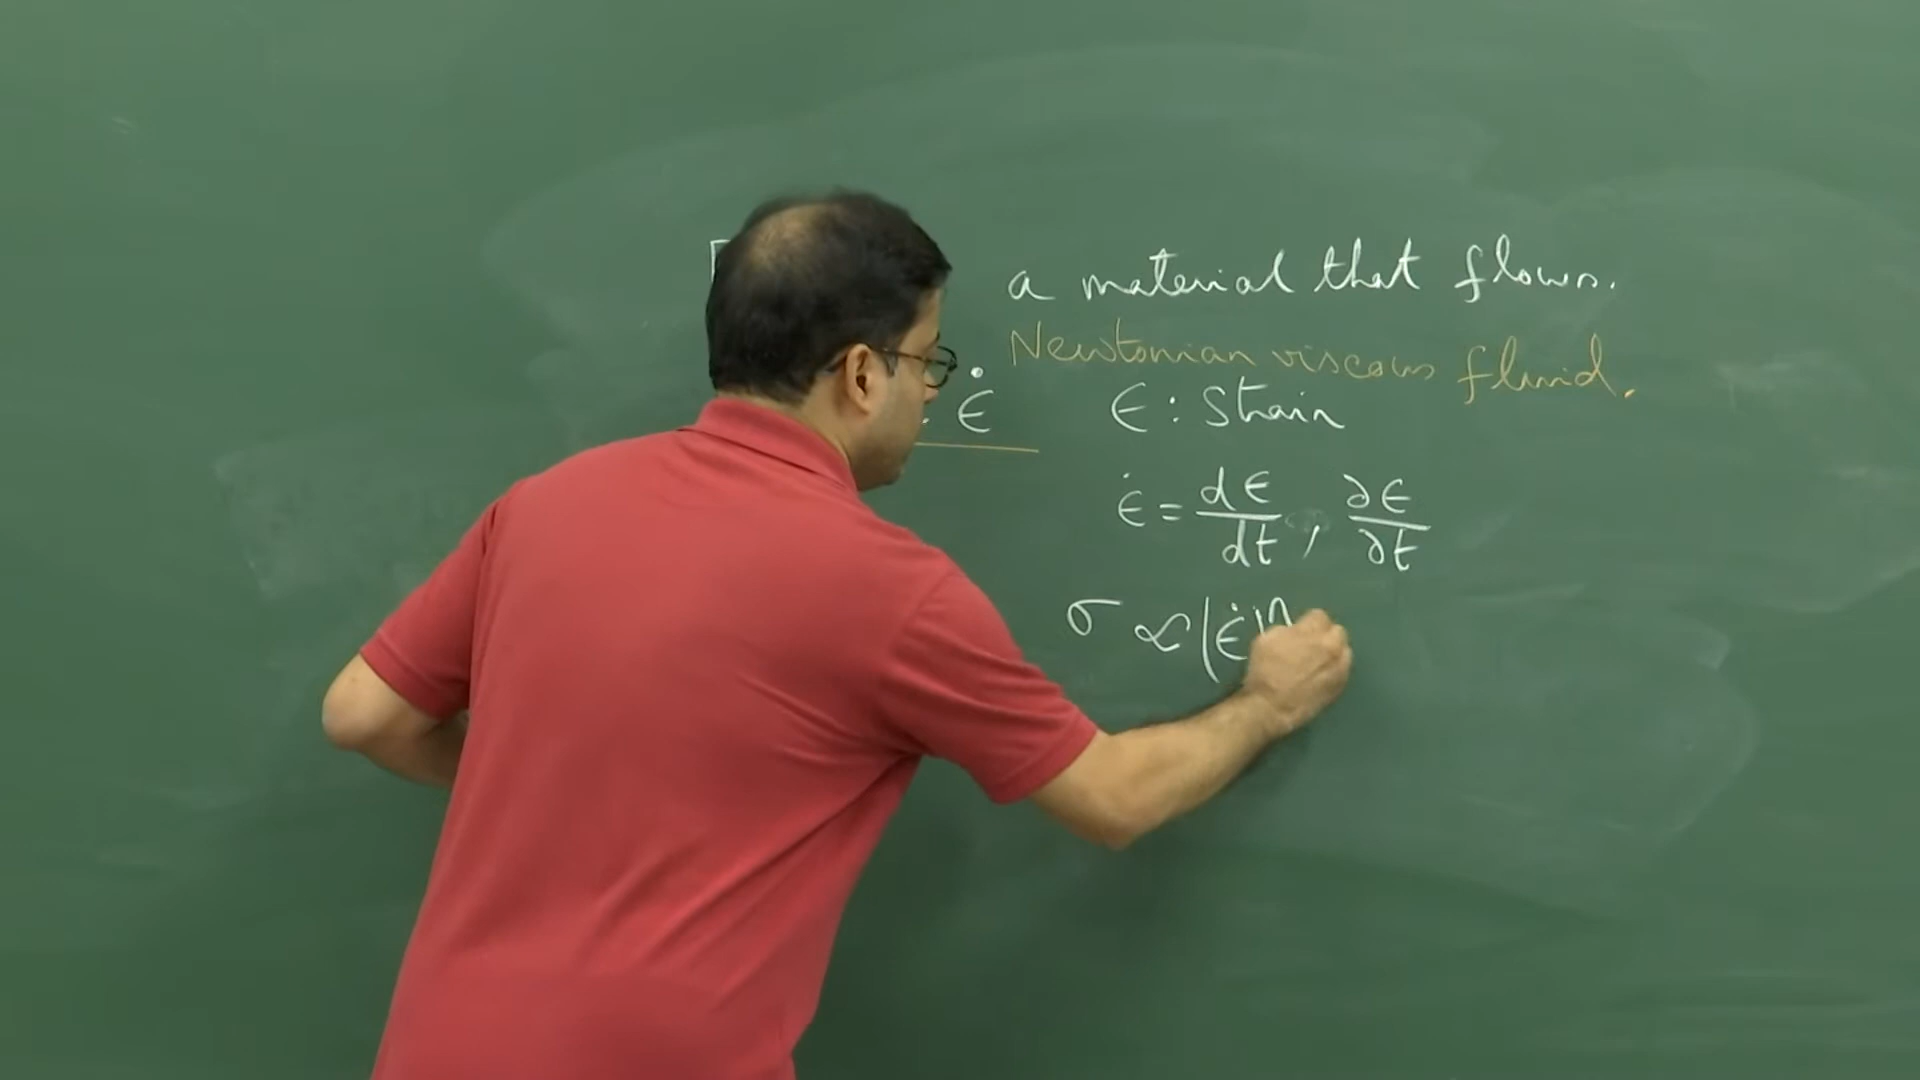 a material that flows.
Newtonian viscous fluid.
ε̇ ϵ : Strain
ϵ̇ = dϵ/dt , ∂ϵ/∂t
σ ∝ (ϵ̇)ⁿ